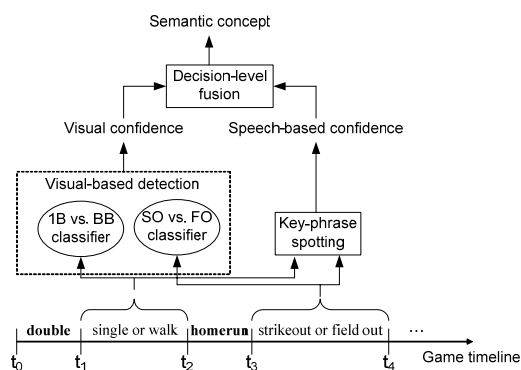 Semantic concept
Decision-level
fusion
Visual confidence
Speech-based confidence
Visual-based detection
1B vs. BB
classifier
SO vs. FO
classifier
Key-phrase
spotting
double
single or walk
homerun
strikeout or field out
...
t0
t1
t2
t3
t4
Game timeline